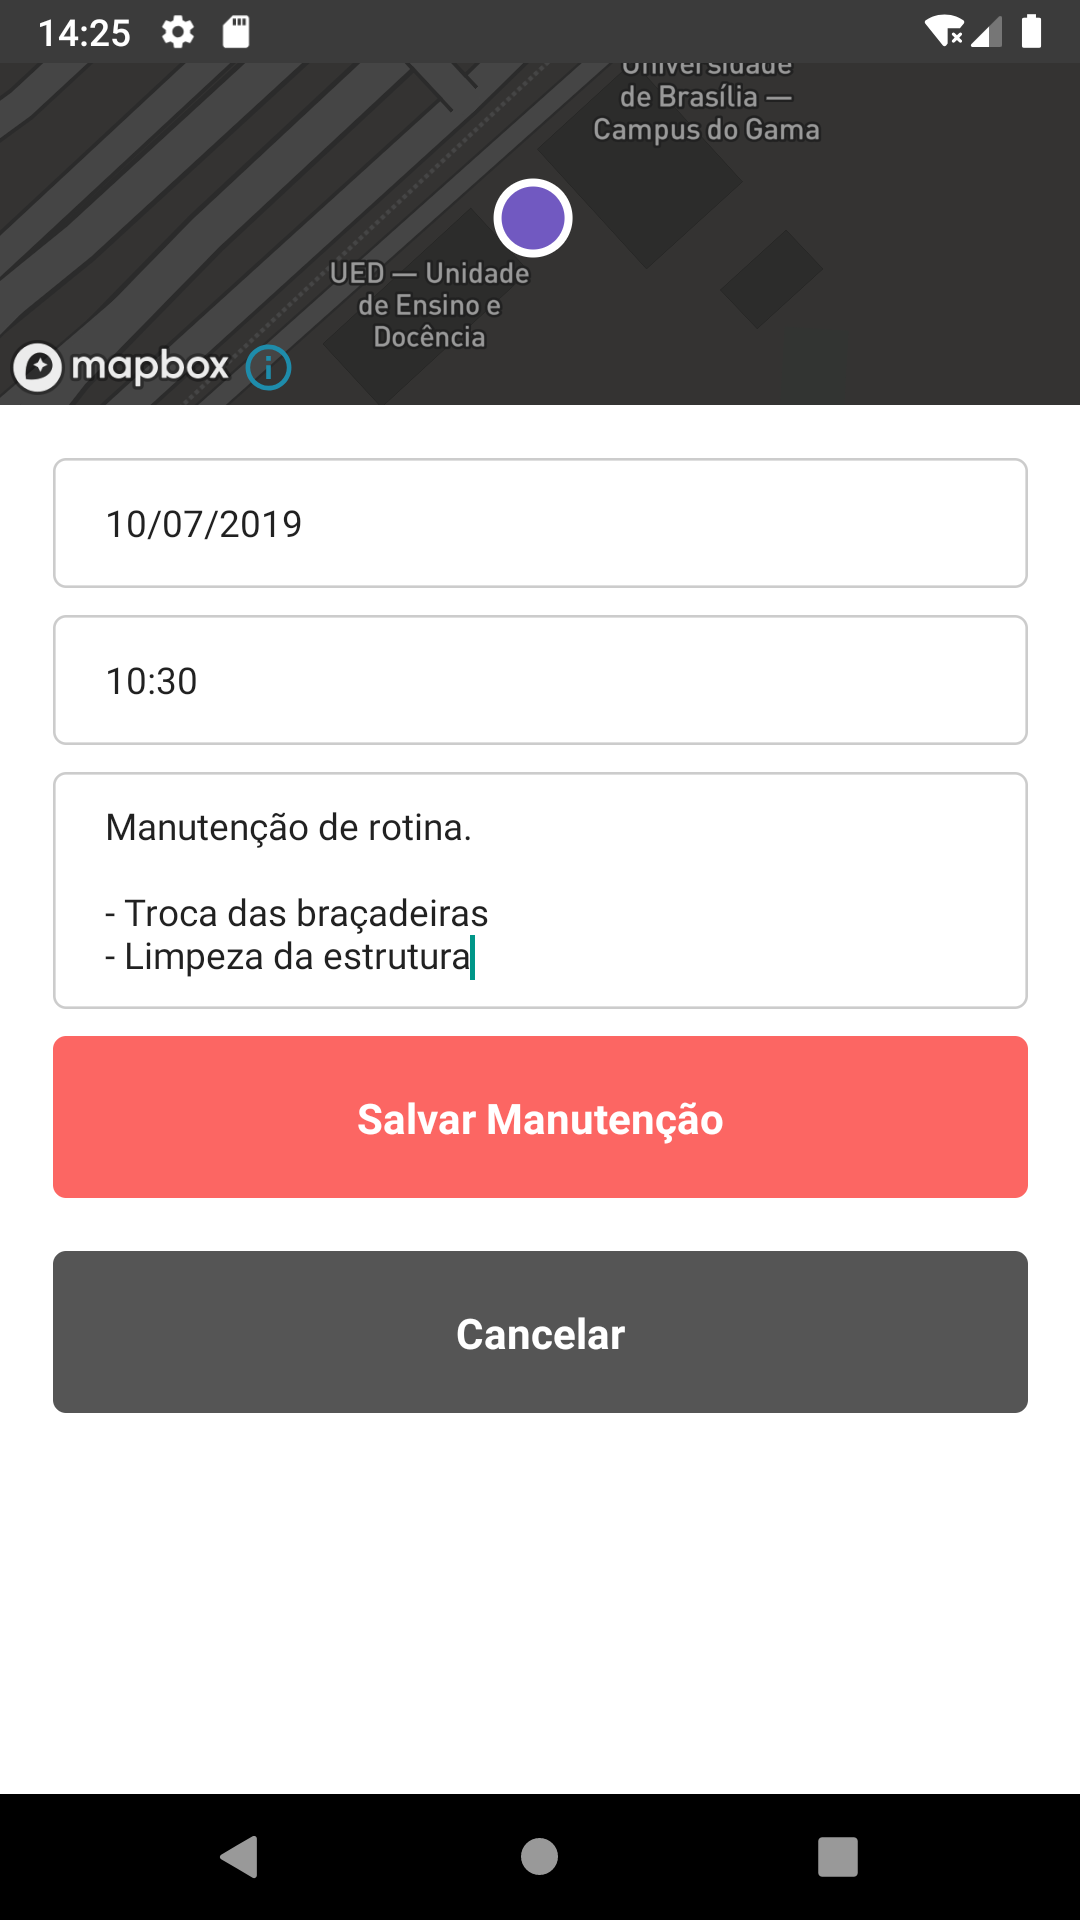 14:25
Universidade
de Brasília —
Campus do Gama
UED — Unidade
de Ensino e
Docência
mapbox
10/07/2019
10:30
Manutenção de rotina.
- Troca das braçadeiras
- Limpeza da estrutura
Salvar Manutenção
Cancelar